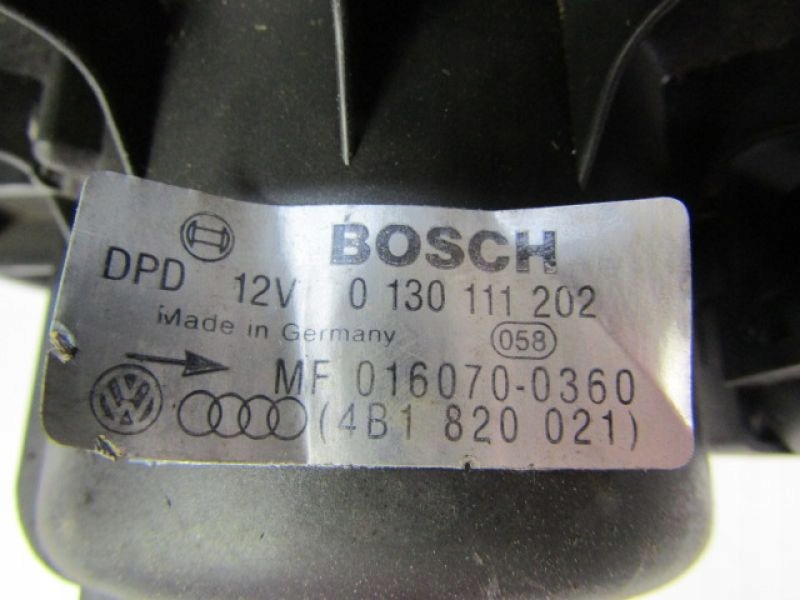 BOSCH
DPD 12V 0 130 111 202
Made in Germany 058
MF 016070-0360
(4B1 820 021)